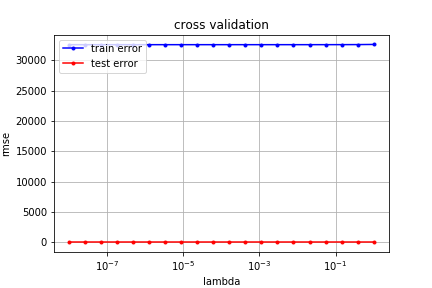 cross validation
train error
test error
rmse
30000
25000
20000
15000
10000
5000
0
10⁻⁷
10⁻⁵
10⁻³
10⁻¹
lambda